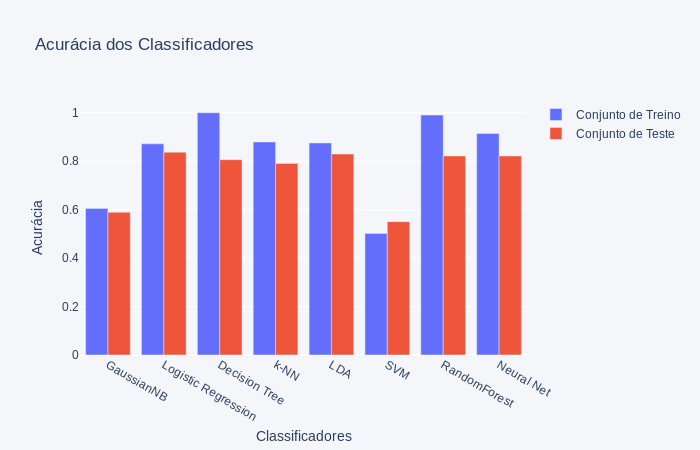 Acurácia dos Classificadores
Conjunto de Treino
Conjunto de Teste
Acurácia
1
0.8
0.6
0.4
0.2
0
GaussianNB
Logistic Regression
Decision Tree
k-NN
LDA
SVM
RandomForest
Neural Net
Classificadores